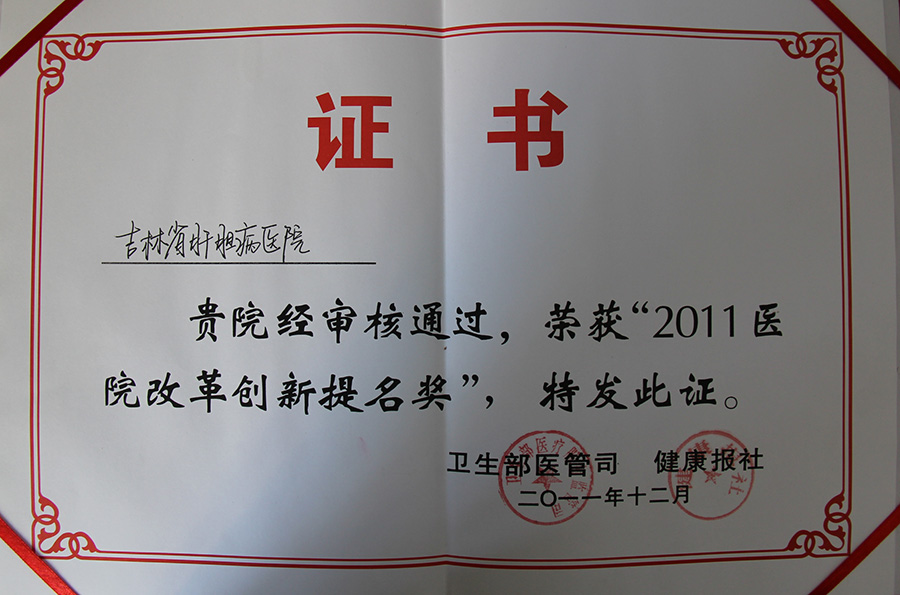 证书
吉林省肝胆病医院
贵院经审核通过，荣获“2011医
院改革创新提名奖”，特发此证。
卫生部医管司 健康报社
二〇一一年十二月